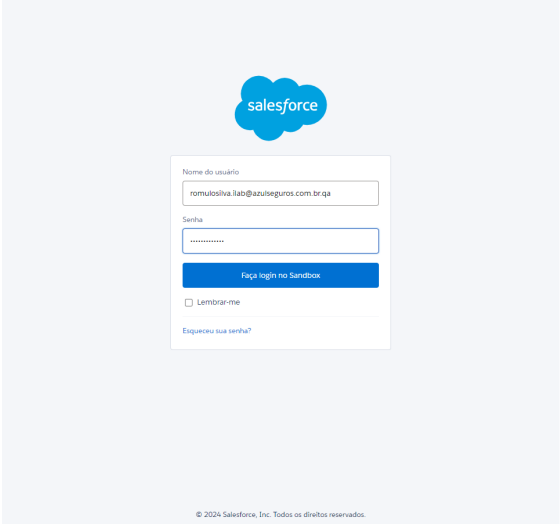 salesforce
Nome do usuário
romulosilva.ilab@azulseguros.com.br.qa
Senha
•••••••••••••
Faça login no Sandbox
Lembrar-me
Esqueceu sua senha?
© 2024 Salesforce, Inc. Todos os direitos reservados.